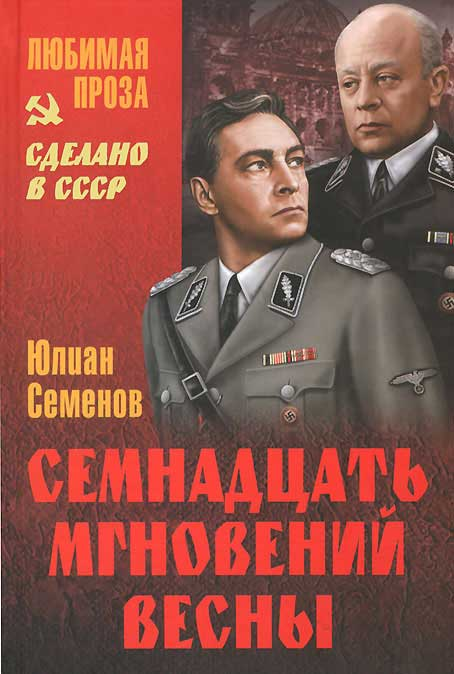 ЛЮБИМАЯ
ПРОЗА
СДЕЛАНО
В СССР
Юлиан
Семенов
СЕМНАДЦАТЬ
МГНОВЕНИЙ
ВЕСНЫ